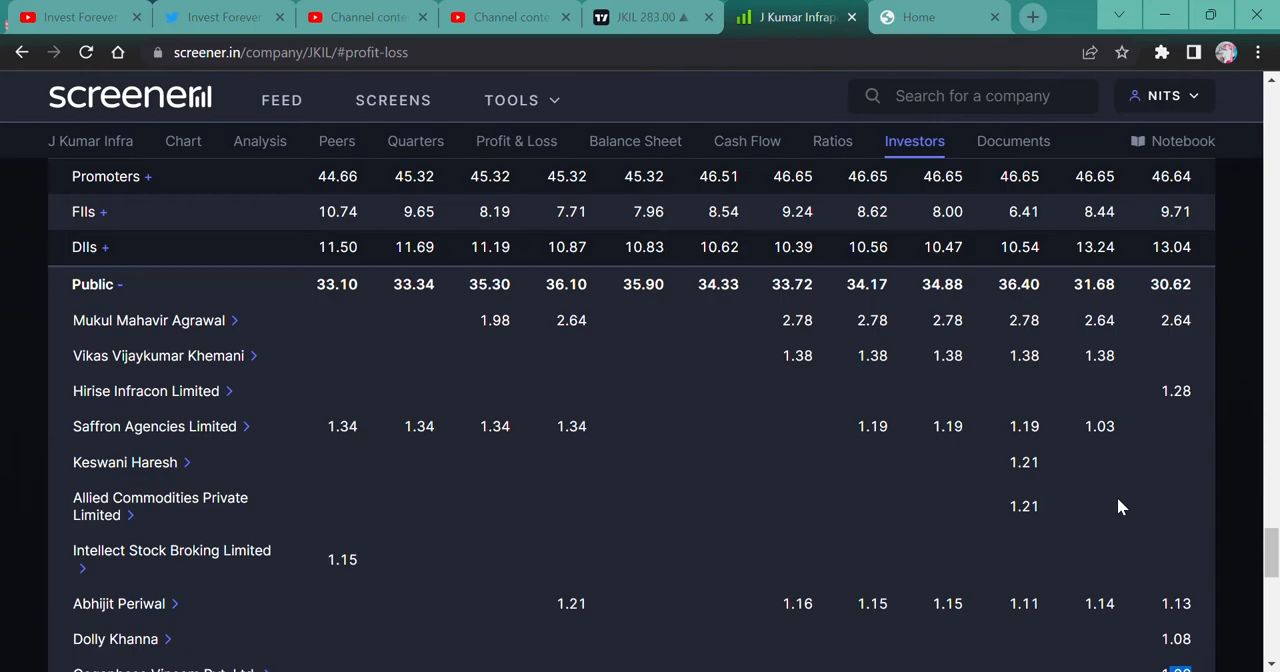 Invest Forever
Invest Forever
Channel conte
Channel conte
JKIL 283.00 ▲
J Kumar Infrap
Home
screener.in/company/JKIL/#profit-loss
screener
FEED
SCREENS
TOOLS
Search for a company
NITS
J Kumar Infra Chart Analysis Peers Quarters Profit & Loss Balance Sheet Cash Flow Ratios Investors Documents Notebook
Promoters + 44.66 45.32 45.32 45.32 45.32 46.51 46.65 46.65 46.65 46.65 46.65 46.64
FIIs + 10.74 9.65 8.19 7.71 7.96 8.54 9.24 8.62 8.00 6.41 8.44 9.71
DIIs + 11.50 11.69 11.19 10.87 10.83 10.62 10.39 10.56 10.47 10.54 13.24 13.04
Public - 33.10 33.34 35.30 36.10 35.90 34.33 33.72 34.17 34.88 36.40 31.68 30.62
Mukul Mahavir Agrawal 1.98 2.64 2.78 2.78 2.78 2.78 2.64 2.64
Vikas Vijaykumar Khemani 1.38 1.38 1.38 1.38 1.38
Hirise Infracon Limited 1.28
Saffron Agencies Limited 1.34 1.34 1.34 1.34 1.19 1.19 1.19 1.03
Keswani Haresh 1.21
Allied Commodities Private
Limited 1.21
Intellect Stock Broking Limited
1.15
Abhijit Periwal 1.21 1.16 1.15 1.15 1.11 1.14 1.13
Dolly Khanna 1.08